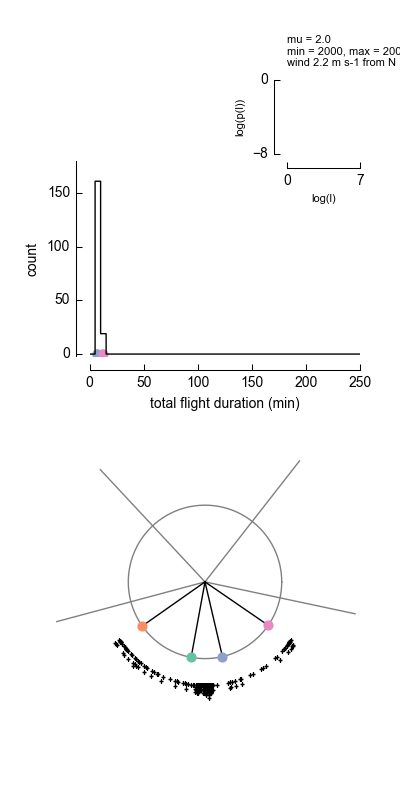 mu = 2.0
min = 2000, max = 200
wind 2.2 m s-1 from N
0
log(p(l))
−8
0 7
log(l)
150
100
count
50
0
0 50 100 150 200 250
total flight duration (min)